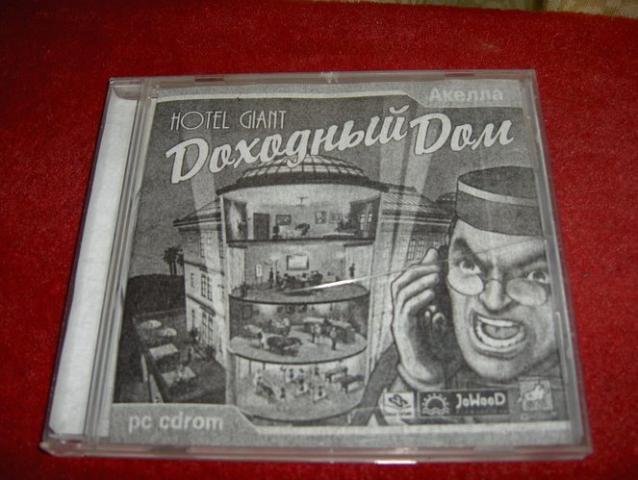 Акелла
HOTEL GIANT
Доходный Дом
pc cdrom
JoWooD